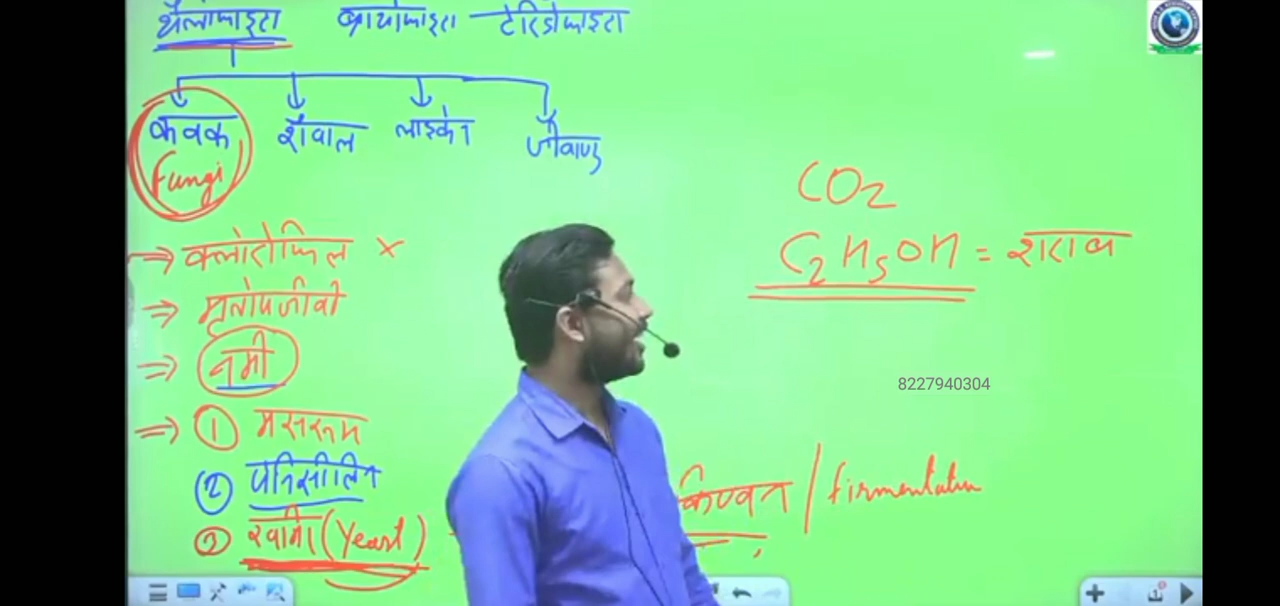 थैलोफाइटा ब्रायोफाइटा टेरिडोफाइटा
कवक शैवाल लाइकेन जीवाणु
Fungi
CO2
⇒ क्लोरोफिल ×
C2H5OH = शराब
⇒ मृतोपजीवी
⇒ नमी
8227940304
⇒ ① मसरूम
② पेनिसीलिन
③ खमीर (Yeast)
किण्वन / firmentation